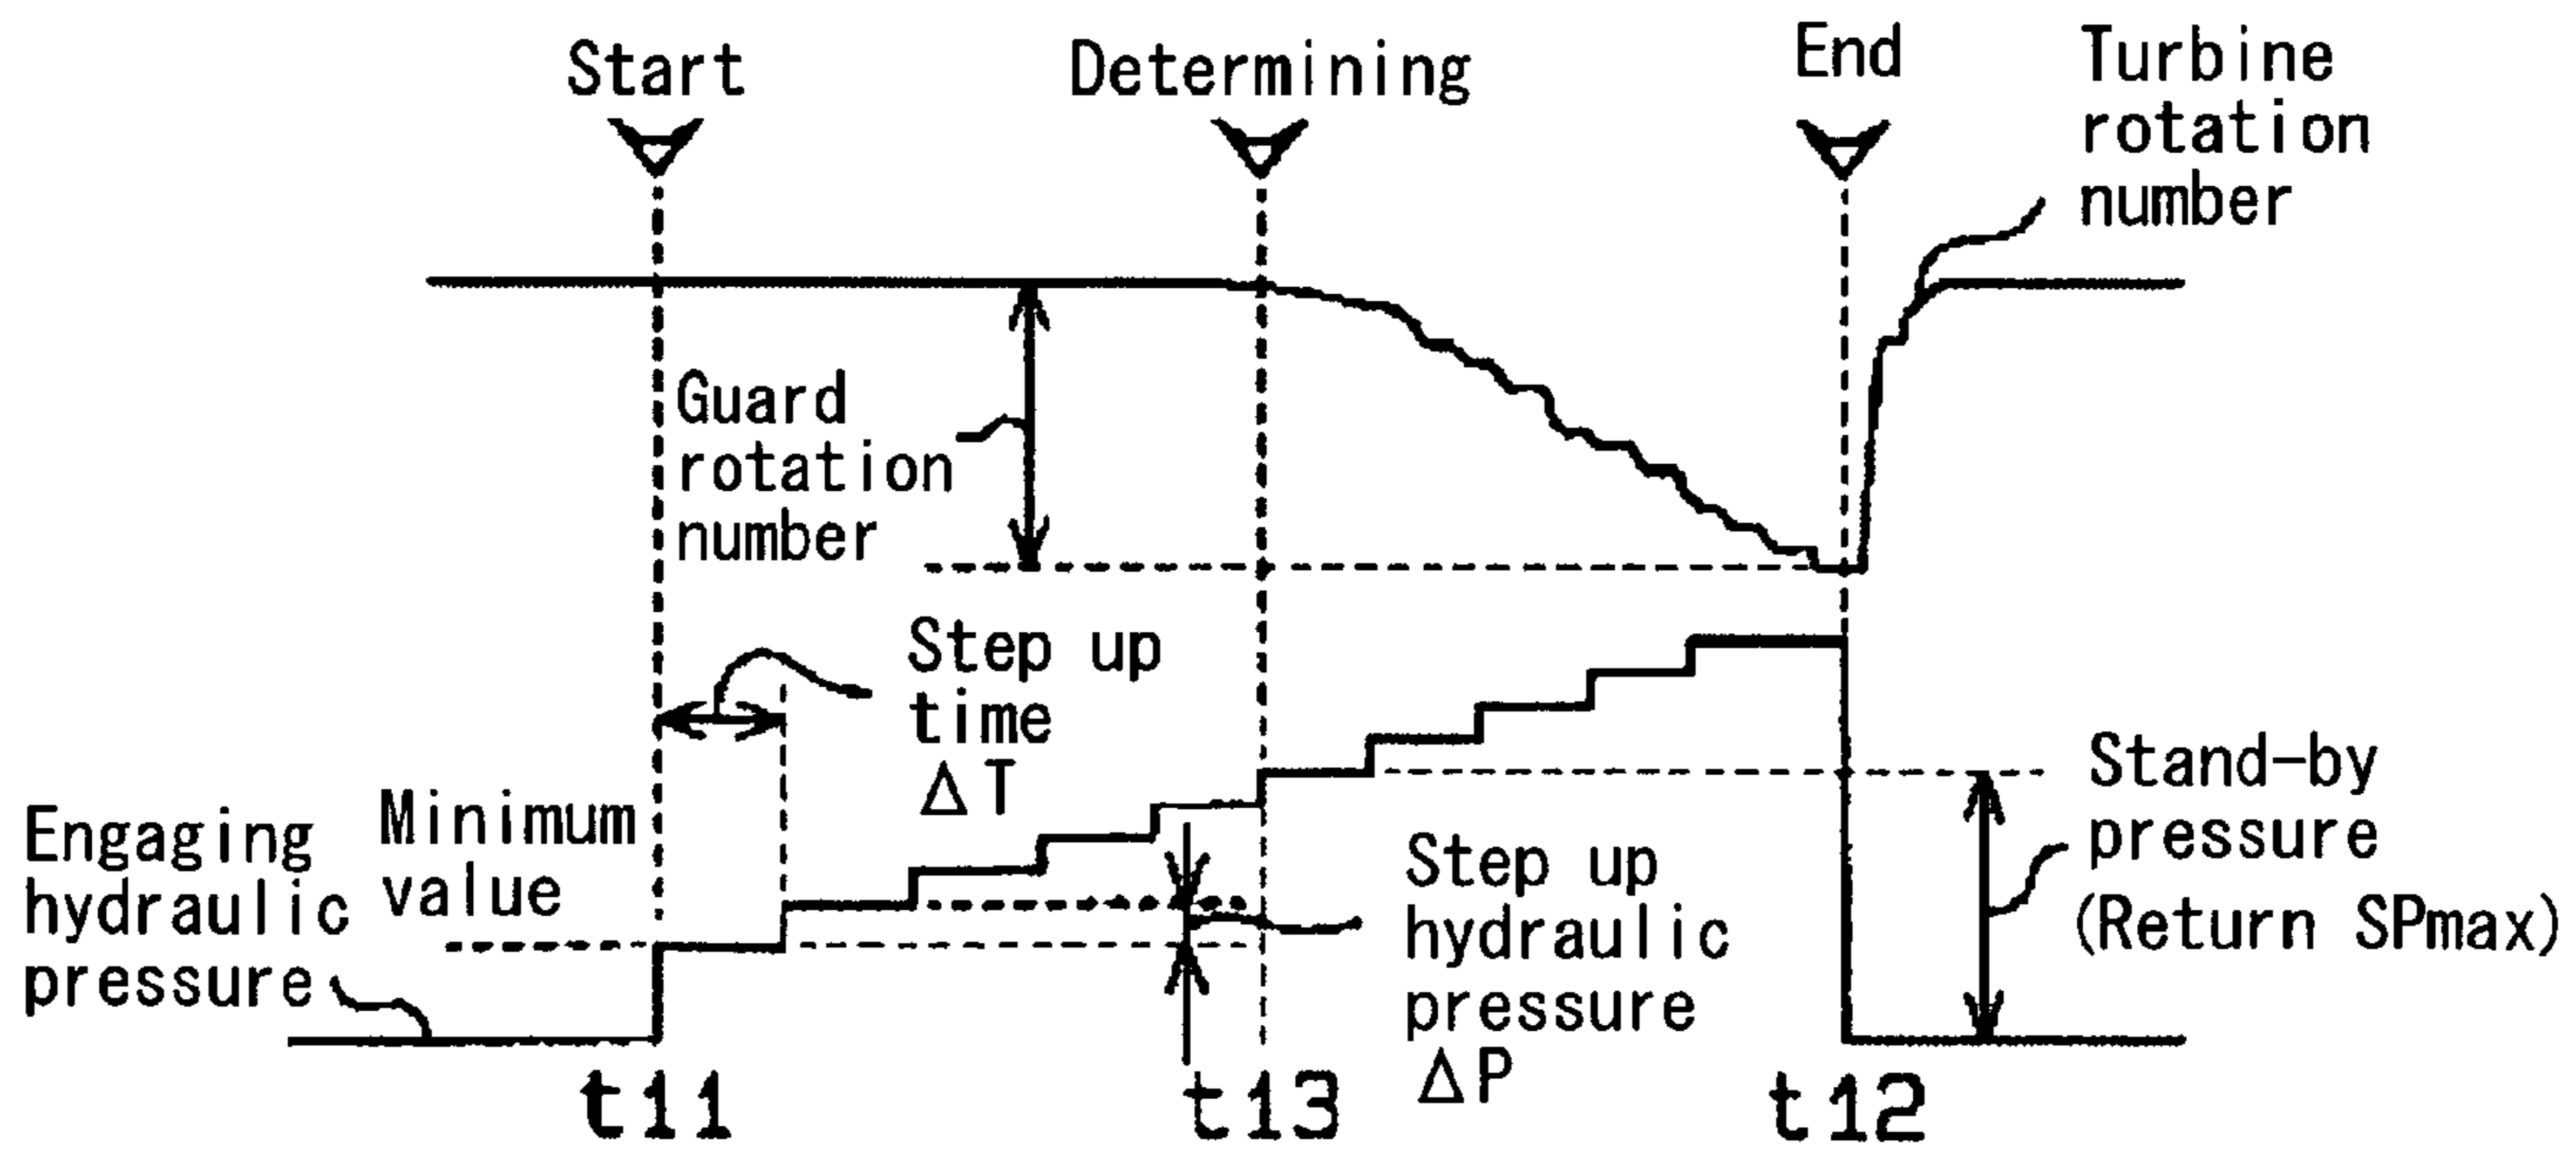 Start
Determining
End
Turbine
rotation
number
Guard
rotation
number
Step up
time
ΔT
Engaging
hydraulic
pressure
Minimum
value
Step up
hydraulic
pressure
ΔP
Stand-by
pressure
(Return SPmax)
t11
t13
t12